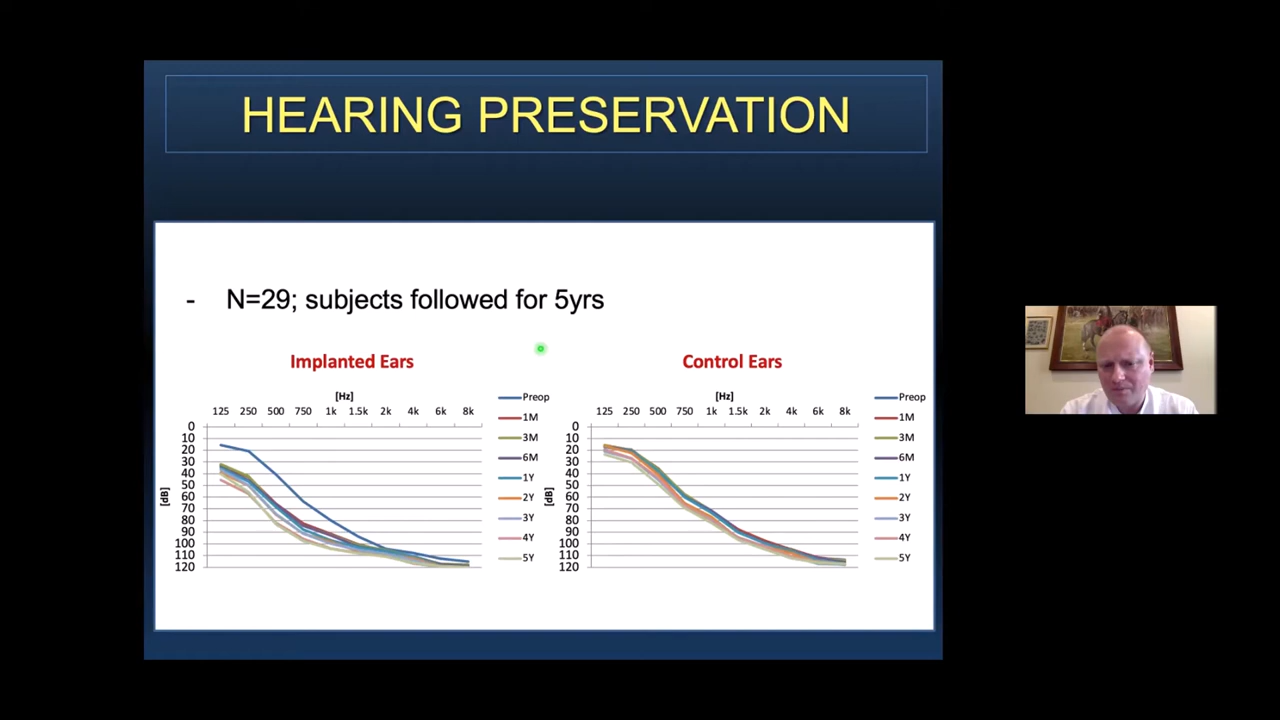 HEARING PRESERVATION
- N=29; subjects followed for 5yrs
Implanted Ears
[Hz]
125 250 500 750 1k 1.5k 2k 4k 6k 8k
0
10
20
30
40
50
60
70
80
90
100
110
120
[dB]
Preop
1M
3M
6M
1Y
2Y
3Y
4Y
5Y
Control Ears
[Hz]
125 250 500 750 1k 1.5k 2k 4k 6k 8k
0
10
20
30
40
50
60
70
80
90
100
110
120
[dB]
Preop
1M
3M
6M
1Y
2Y
3Y
4Y
5Y